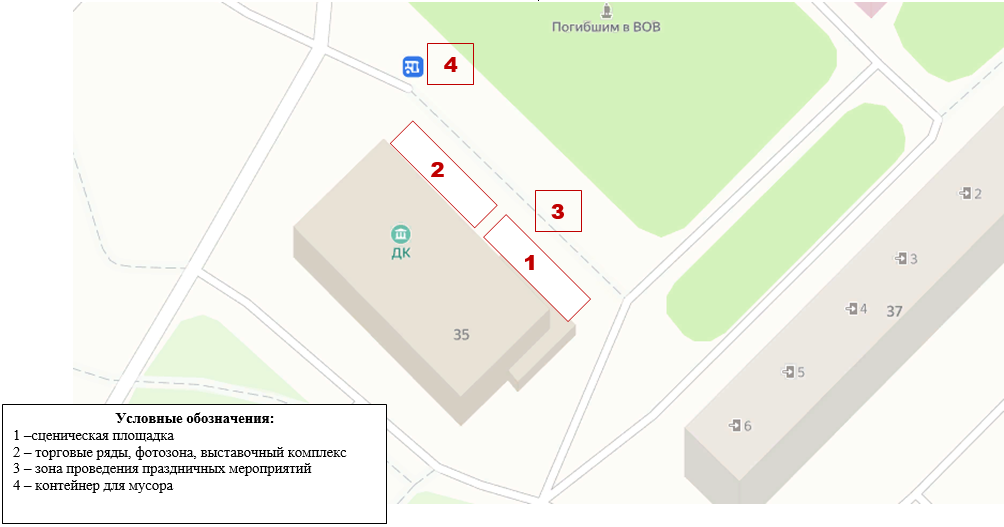 Погибшим в ВОВ
4
2
2
3
ДК
1
3
4
37
35
5
6
Условные обозначения:
1 –сценическая площадка
2 – торговые ряды, фотозона, выставочный комплекс
3 – зона проведения праздничных мероприятий
4 – контейнер для мусора